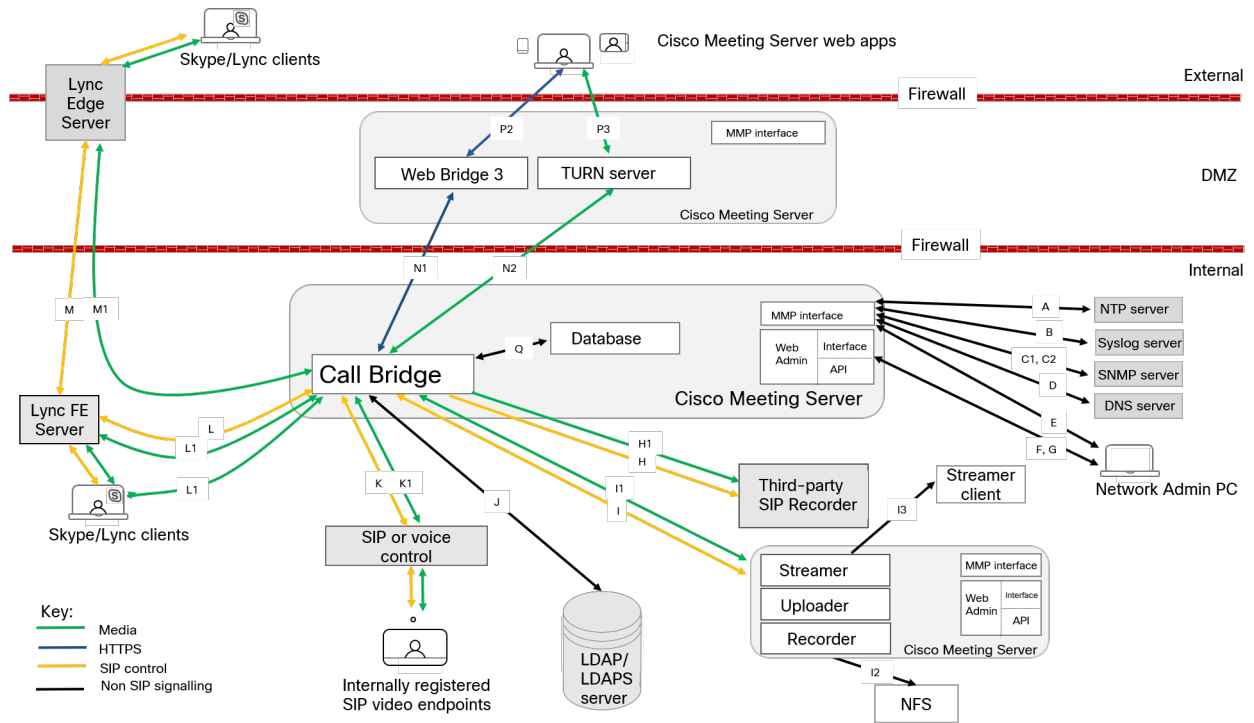 Skype/Lync clients
Cisco Meeting Server web apps
External
Lync
Edge
Server
Firewall
P2
P3
MMP interface
Web Bridge 3
TURN server
DMZ
Cisco Meeting Server
Firewall
N1
N2
Internal
M
M1
MMP interface
A
NTP server
Q
Database
Web
Admin
Interface
API
B
Syslog server
C1, C2
SNMP server
Call Bridge
D
DNS server
Cisco Meeting Server
Lync FE
Server
L
L1
L1
E
F, G
Network Admin PC
H1
H
K
K1
J
I1
I
Third-party
SIP Recorder
Streamer
client
I3
Skype/Lync clients
SIP or voice
control
Streamer
Uploader
Recorder
MMP interface
Web
Admin
Interface
API
Cisco Meeting Server
I2
NFS
Key:
Media
HTTPS
SIP control
Non SIP signalling
Internally registered
SIP video endpoints
LDAP/
LDAPS
server